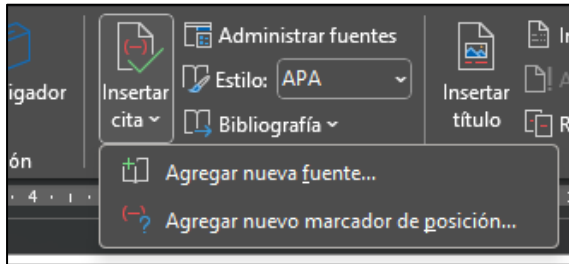 Administrar fuentes
igador
Insertar
cita
Estilo: APA
Bibliografía
Insertar
título
ón
Agregar nueva fuente...
4
Agregar nuevo marcador de posición...